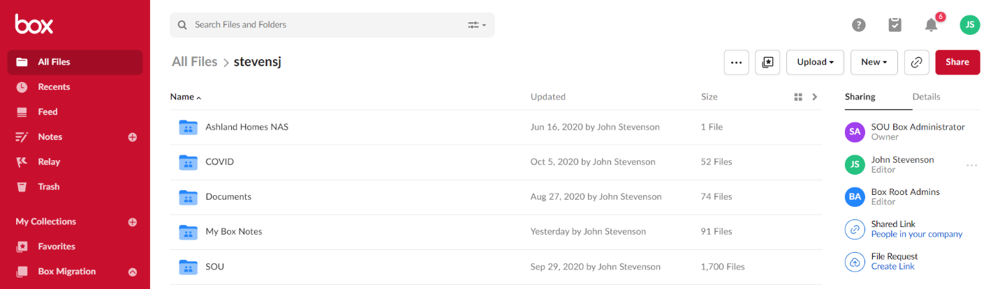 box
Search Files and Folders
6
JS
All Files
Recents
Feed
Notes
Relay
Trash
My Collections
Favorites
Box Migration
All Files > stevensj
Upload
New
Share
Name Updated Size
Ashland Homes NAS Jun 16, 2020 by John Stevenson 1 File
COVID Oct 5, 2020 by John Stevenson 52 Files
Documents Aug 27, 2020 by John Stevenson 74 Files
My Box Notes Yesterday by John Stevenson 91 Files
SOU Sep 29, 2020 by John Stevenson 1,700 Files
Sharing Details
SA SOU Box Administrator
Owner
JS John Stevenson
Editor
BA Box Root Admins
Editor
Shared Link
People in your company
File Request
Create Link